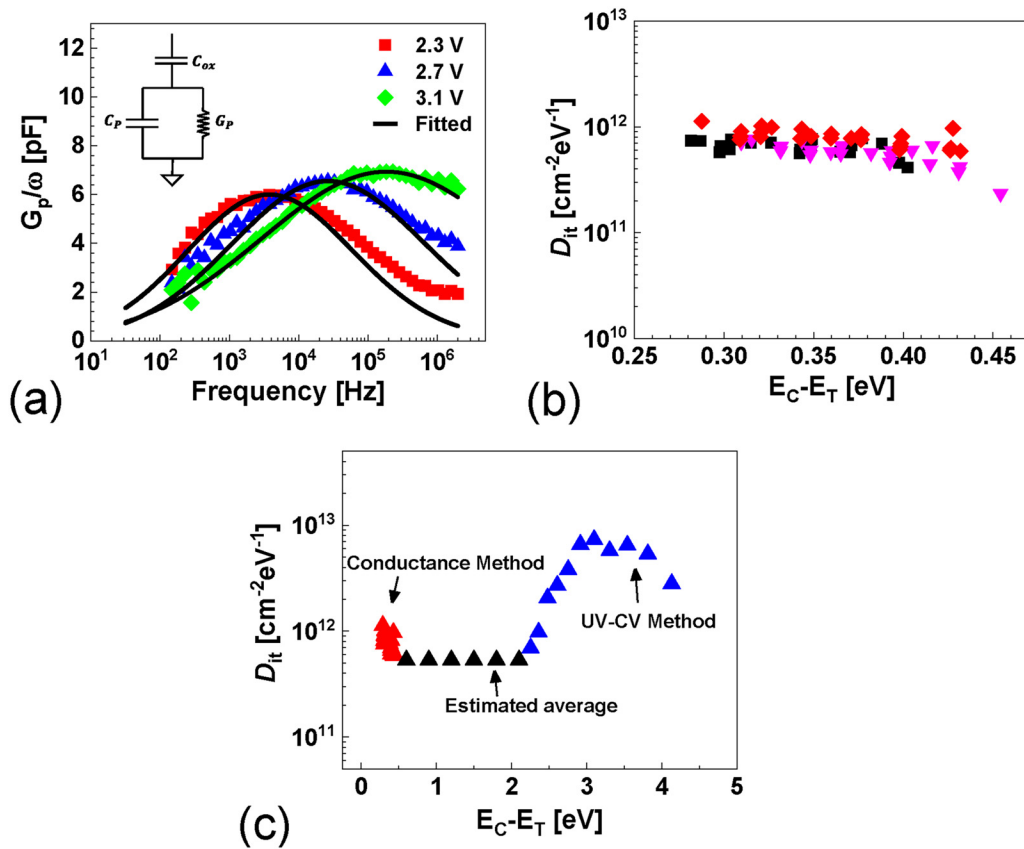 12
10
8
6
4
2
0
G_p/ω [pF]
C_ox
C_P
G_P
2.3 V
2.7 V
3.1 V
Fitted
10^1
10^2
10^3
10^4
10^5
10^6
Frequency [Hz]
(a)
10^13
10^12
10^11
10^10
D_it [cm^-2eV^-1]
0.25
0.30
0.35
0.40
0.45
E_C-E_T [eV]
(b)
10^13
10^12
10^11
D_it [cm^-2eV^-1]
Conductance Method
UV-CV Method
Estimated average
0
1
2
3
4
5
E_C-E_T [eV]
(c)